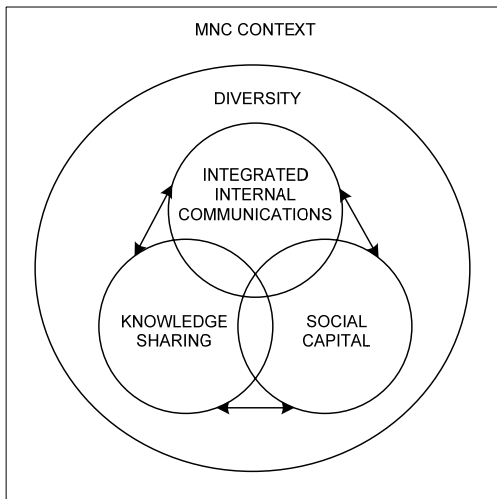 MNC CONTEXT
DIVERSITY
INTEGRATED
INTERNAL
COMMUNICATIONS
KNOWLEDGE
SHARING
SOCIAL
CAPITAL